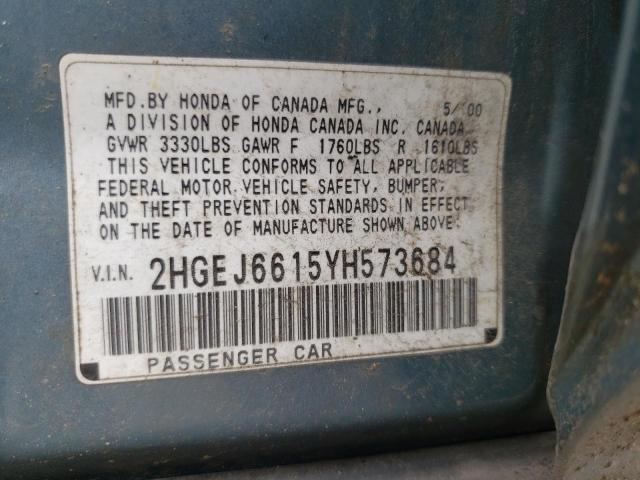 MFD.BY HONDA OF CANADA MFG., 5/00
A DIVISION OF HONDA CANADA INC. CANADA
GVWR 3330LBS GAWR F 1760LBS R 1610LBS
THIS VEHICLE CONFORMS TO ALL APPLICABLE
FEDERAL MOTOR VEHICLE SAFETY, BUMPER,
AND THEFT PREVENTION STANDARDS IN EFFECT
ON THE DATE OF MANUFACTURE SHOWN ABOVE.
V.I.N. 2HGEJ6615YH573684
PASSENGER CAR